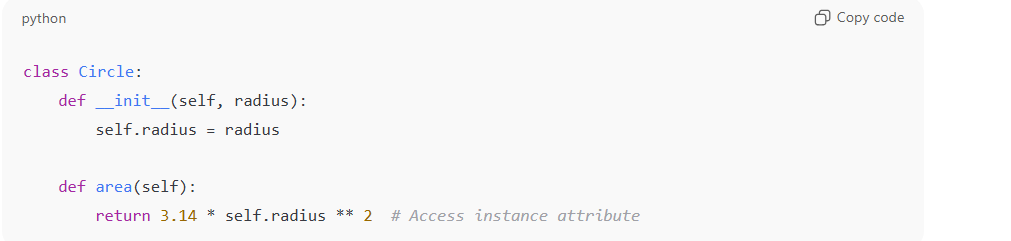 python
Copy code
class Circle:
    def __init__(self, radius):
        self.radius = radius
    def area(self):
        return 3.14 * self.radius ** 2  # Access instance attribute